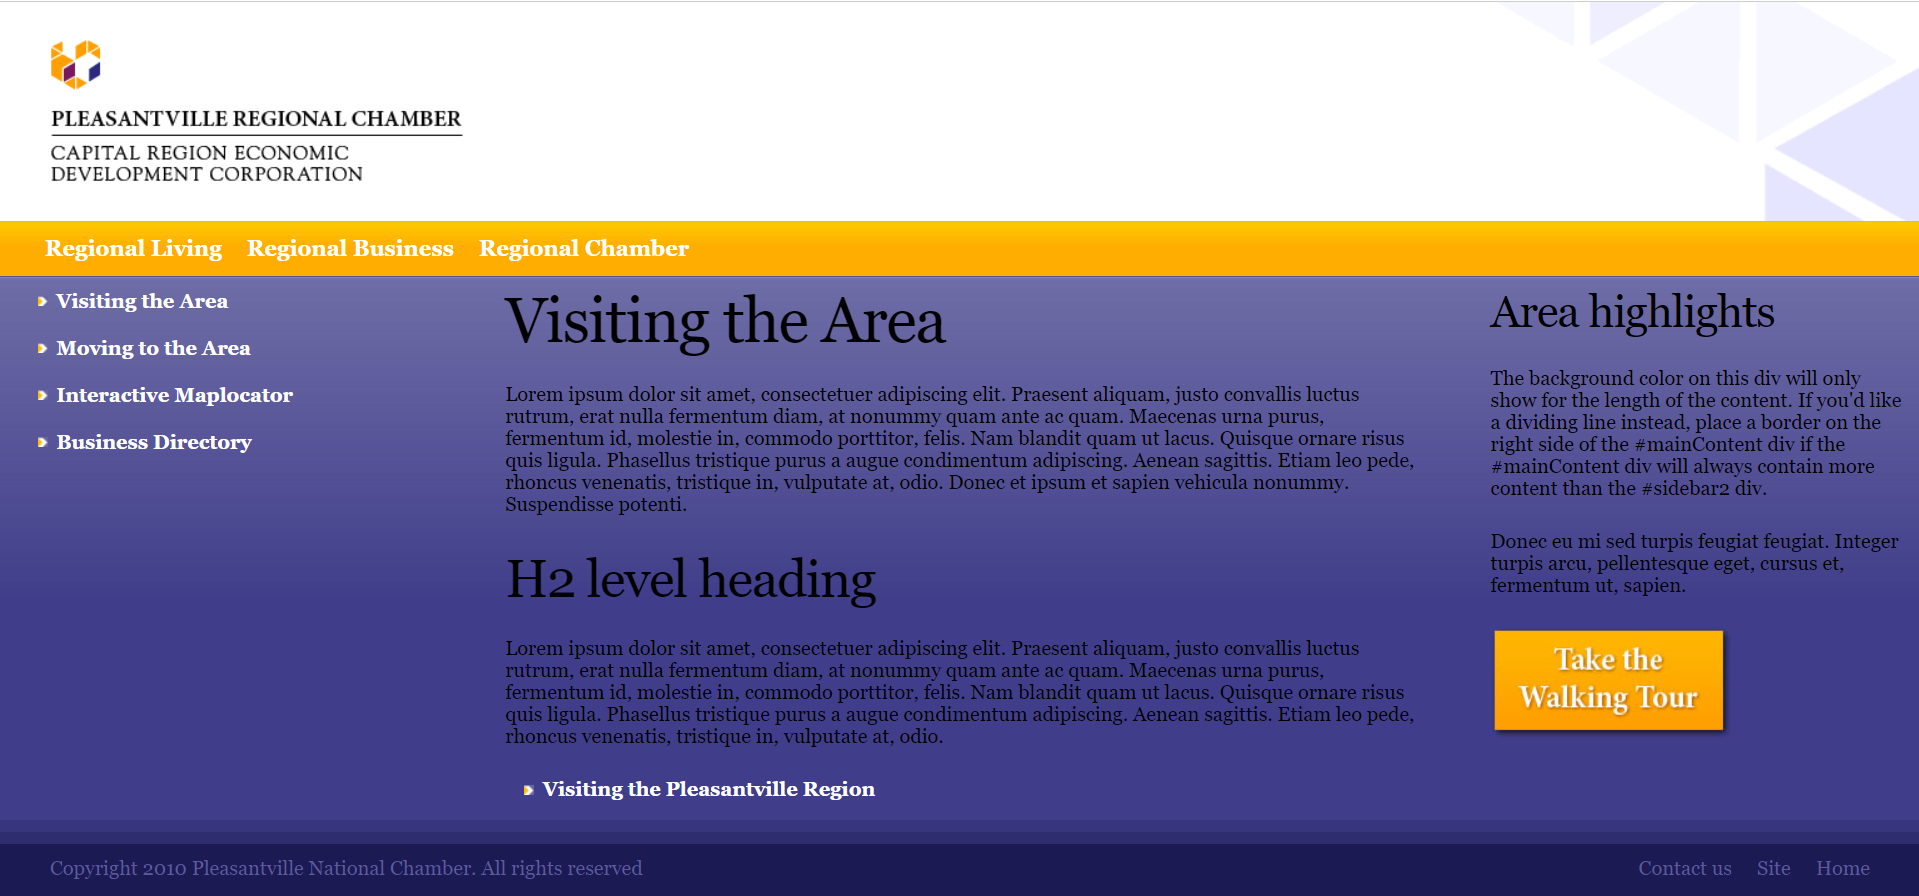 PLEASANTVILLE REGIONAL CHAMBER
CAPITAL REGION ECONOMIC
DEVELOPMENT CORPORATION
Regional Living Regional Business Regional Chamber
Visiting the Area
Moving to the Area
Interactive Maplocator
Business Directory
Visiting the Area
Lorem ipsum dolor sit amet, consectetuer adipiscing elit. Praesent aliquam, justo convallis luctus
rutrum, erat nulla fermentum diam, at nonummy quam ante ac quam. Maecenas urna purus,
fermentum id, molestie in, commodo porttitor, felis. Nam blandit quam ut lacus. Quisque ornare risus
quis ligula. Phasellus tristique purus a augue condimentum adipiscing. Aenean sagittis. Etiam leo pede,
rhoncus venenatis, tristique in, vulputate at, odio. Donec et ipsum et sapien vehicula nonummy.
Suspendisse potenti.
H2 level heading
Lorem ipsum dolor sit amet, consectetuer adipiscing elit. Praesent aliquam, justo convallis luctus
rutrum, erat nulla fermentum diam, at nonummy quam ante ac quam. Maecenas urna purus,
fermentum id, molestie in, commodo porttitor, felis. Nam blandit quam ut lacus. Quisque ornare risus
quis ligula. Phasellus tristique purus a augue condimentum adipiscing. Aenean sagittis. Etiam leo pede,
rhoncus venenatis, tristique in, vulputate at, odio.
Visiting the Pleasantville Region
Area highlights
The background color on this div will only
show for the length of the content. If you'd like
a dividing line instead, place a border on the
right side of the #mainContent div if the
#mainContent div will always contain more
content than the #sidebar2 div.
Donec eu mi sed turpis feugiat feugiat. Integer
turpis arcu, pellentesque eget, cursus et,
fermentum ut, sapien.
Take the
Walking Tour
Copyright 2010 Pleasantville National Chamber. All rights reserved
Contact us Site Home